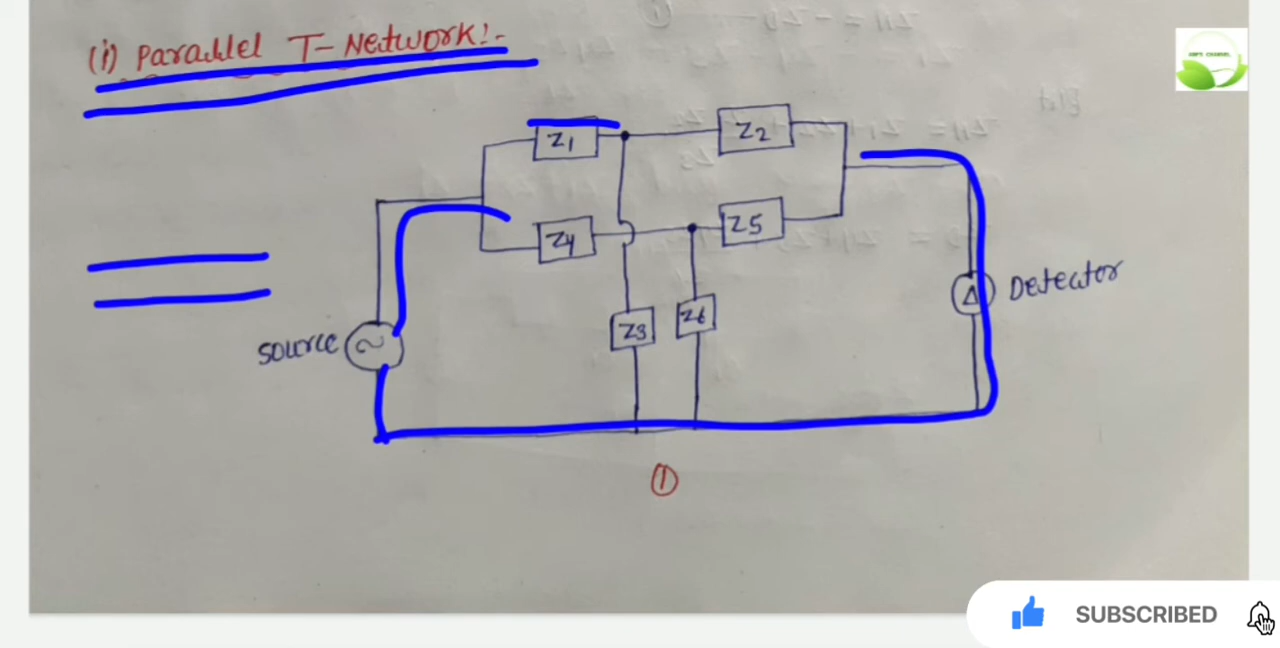 (i) Parallel T- Network:-
Z1
Z2
Z4
Z5
Z3
Z6
source
Detector
①
SUBSCRIBED